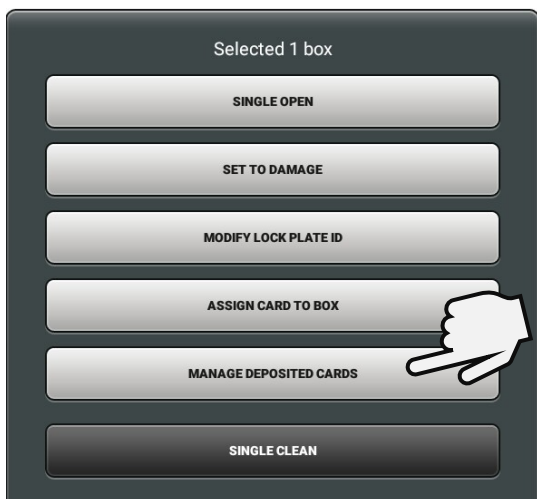 Selected 1 box
SINGLE OPEN
SET TO DAMAGE
MODIFY LOCK PLATE ID
ASSIGN CARD TO BOX
MANAGE DEPOSITED CARDS
SINGLE CLEAN